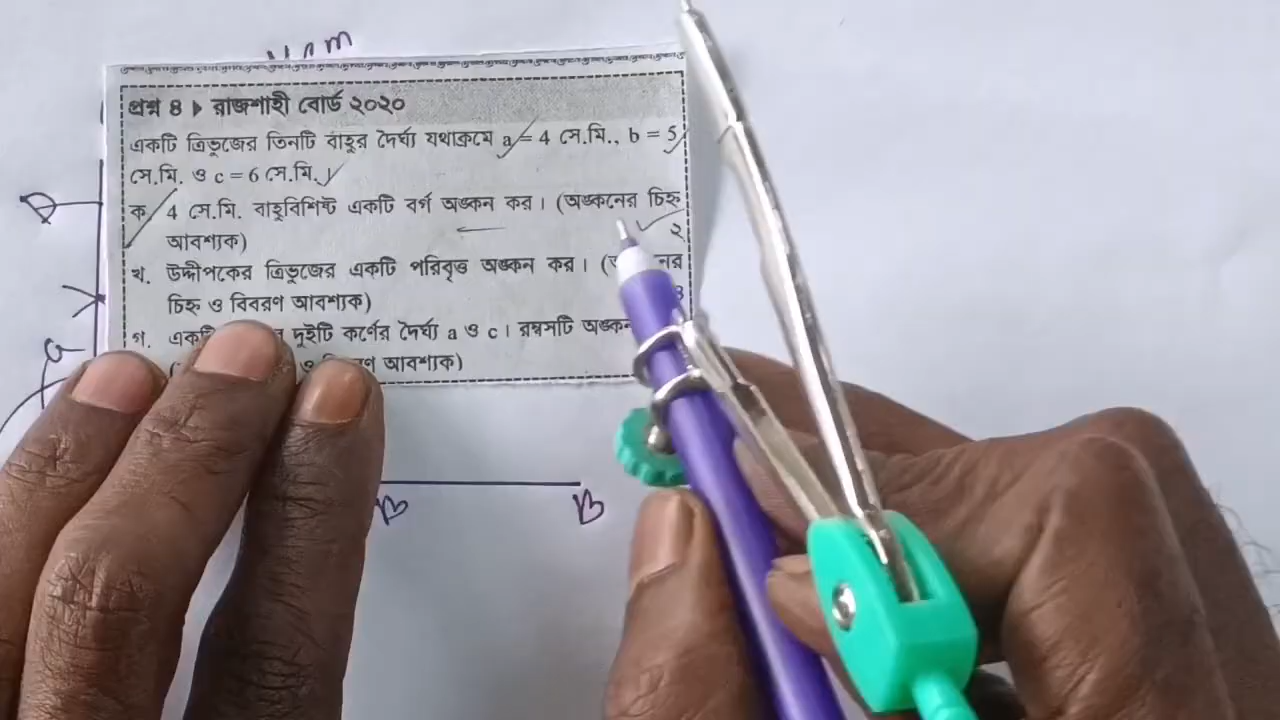 প্রশ্ন ৪ ▶ রাজশাহী বোর্ড ২০২০
একটি ত্রিভুজের তিনটি বাহুর দৈর্ঘ্য যথাক্রমে a = 4 সে.মি., b = 5
সে.মি. ও c = 6 সে.মি.।
ক. 4 সে.মি. বাহুবিশিষ্ট একটি বর্গ অঙ্কন কর। (অঙ্কনের চিহ্ন
আবশ্যক) ২
খ. উদ্দীপকের ত্রিভুজের একটি পরিবৃত্ত অঙ্কন কর। (
চিহ্ন ও বিবরণ আবশ্যক)
গ. দুইটি কর্ণের দৈর্ঘ্য a ও c। রম্বসটি অঙ্কন
ও আবশ্যক)
D
B B